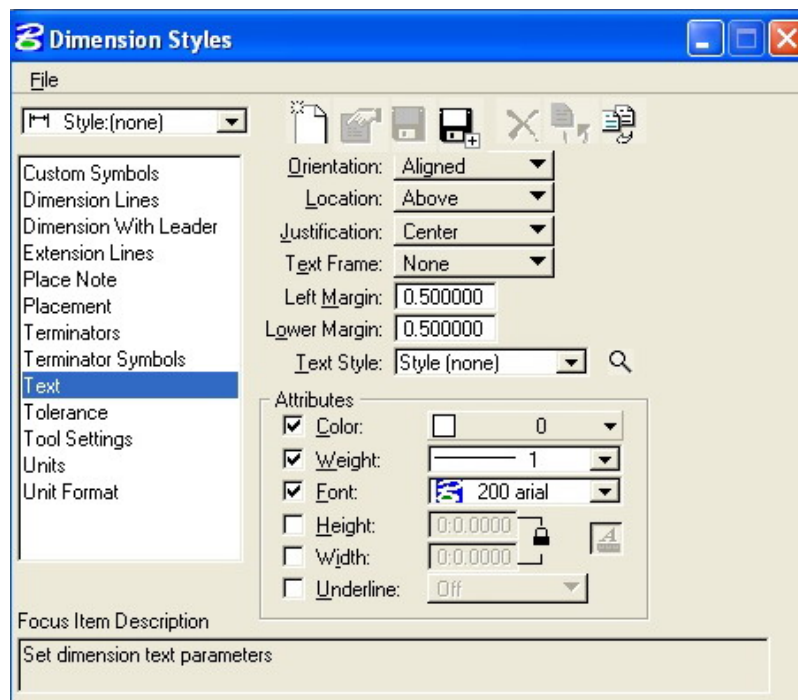 Dimension Styles
File
Style:(none)
Custom Symbols
Dimension Lines
Dimension With Leader
Extension Lines
Place Note
Placement
Terminators
Terminator Symbols
Text
Tolerance
Tool Settings
Units
Unit Format
Orientation: Aligned
Location: Above
Justification: Center
Text Frame: None
Left Margin: 0.500000
Lower Margin: 0.500000
Text Style: Style (none)
Attributes
Color: 0
Weight: 1
Font: 200 arial
Height: 0:0.0000
Width: 0:0.0000
Underline: Off
A
Focus Item Description
Set dimension text parameters